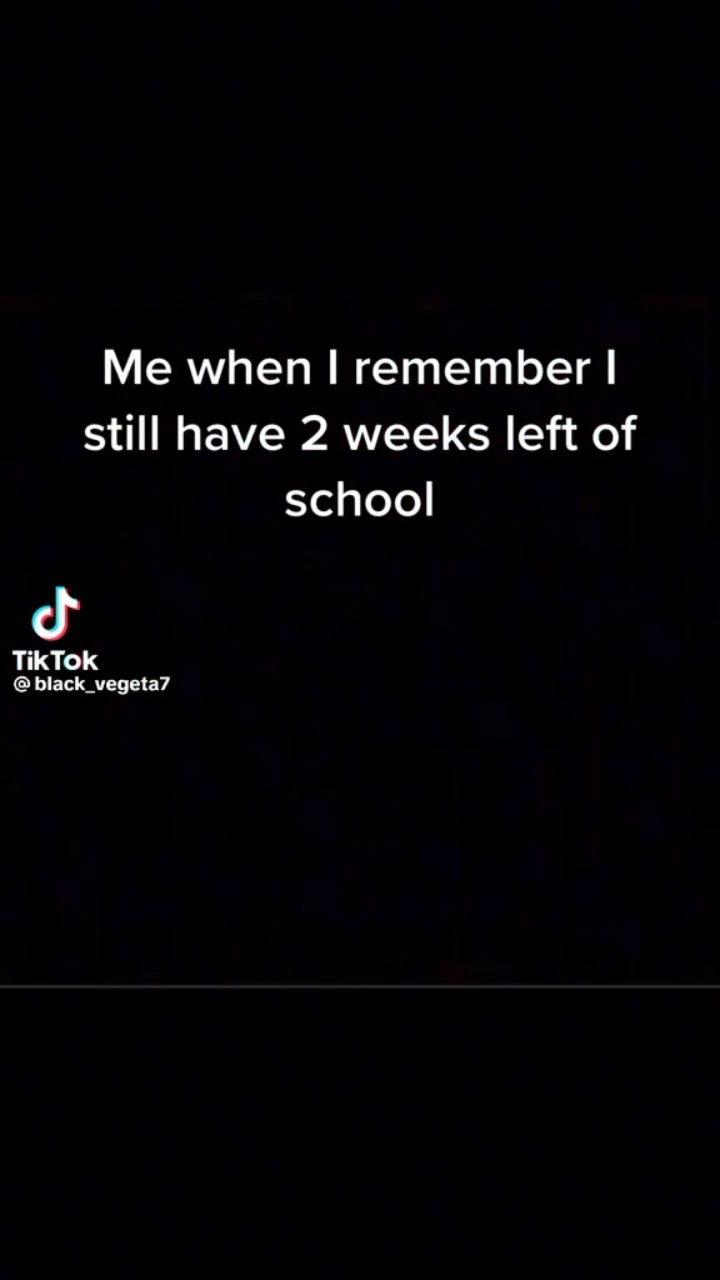 Me when I remember I
still have 2 weeks left of
school
TikTok
@black_vegeta7